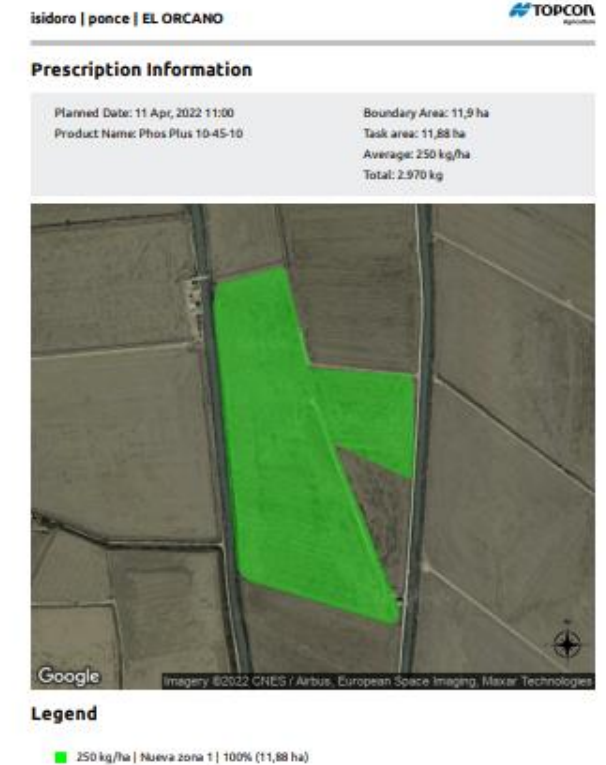 isidoro | ponce | EL ORCANO
TOPCON
Agriculture
Prescription Information
Planned Date: 11 Apr, 2022 11:00
Product Name: Phos Plus 10-45-10
Boundary Area: 11,9 ha
Task area: 11,88 ha
Average: 250 kg/ha
Total: 2.970 kg
Google
Imagery ©2022 CNES / Airbus, European Space Imaging, Maxar Technologies
Legend
250 kg/ha | Nueva zona 1 | 100% (11,88 ha)